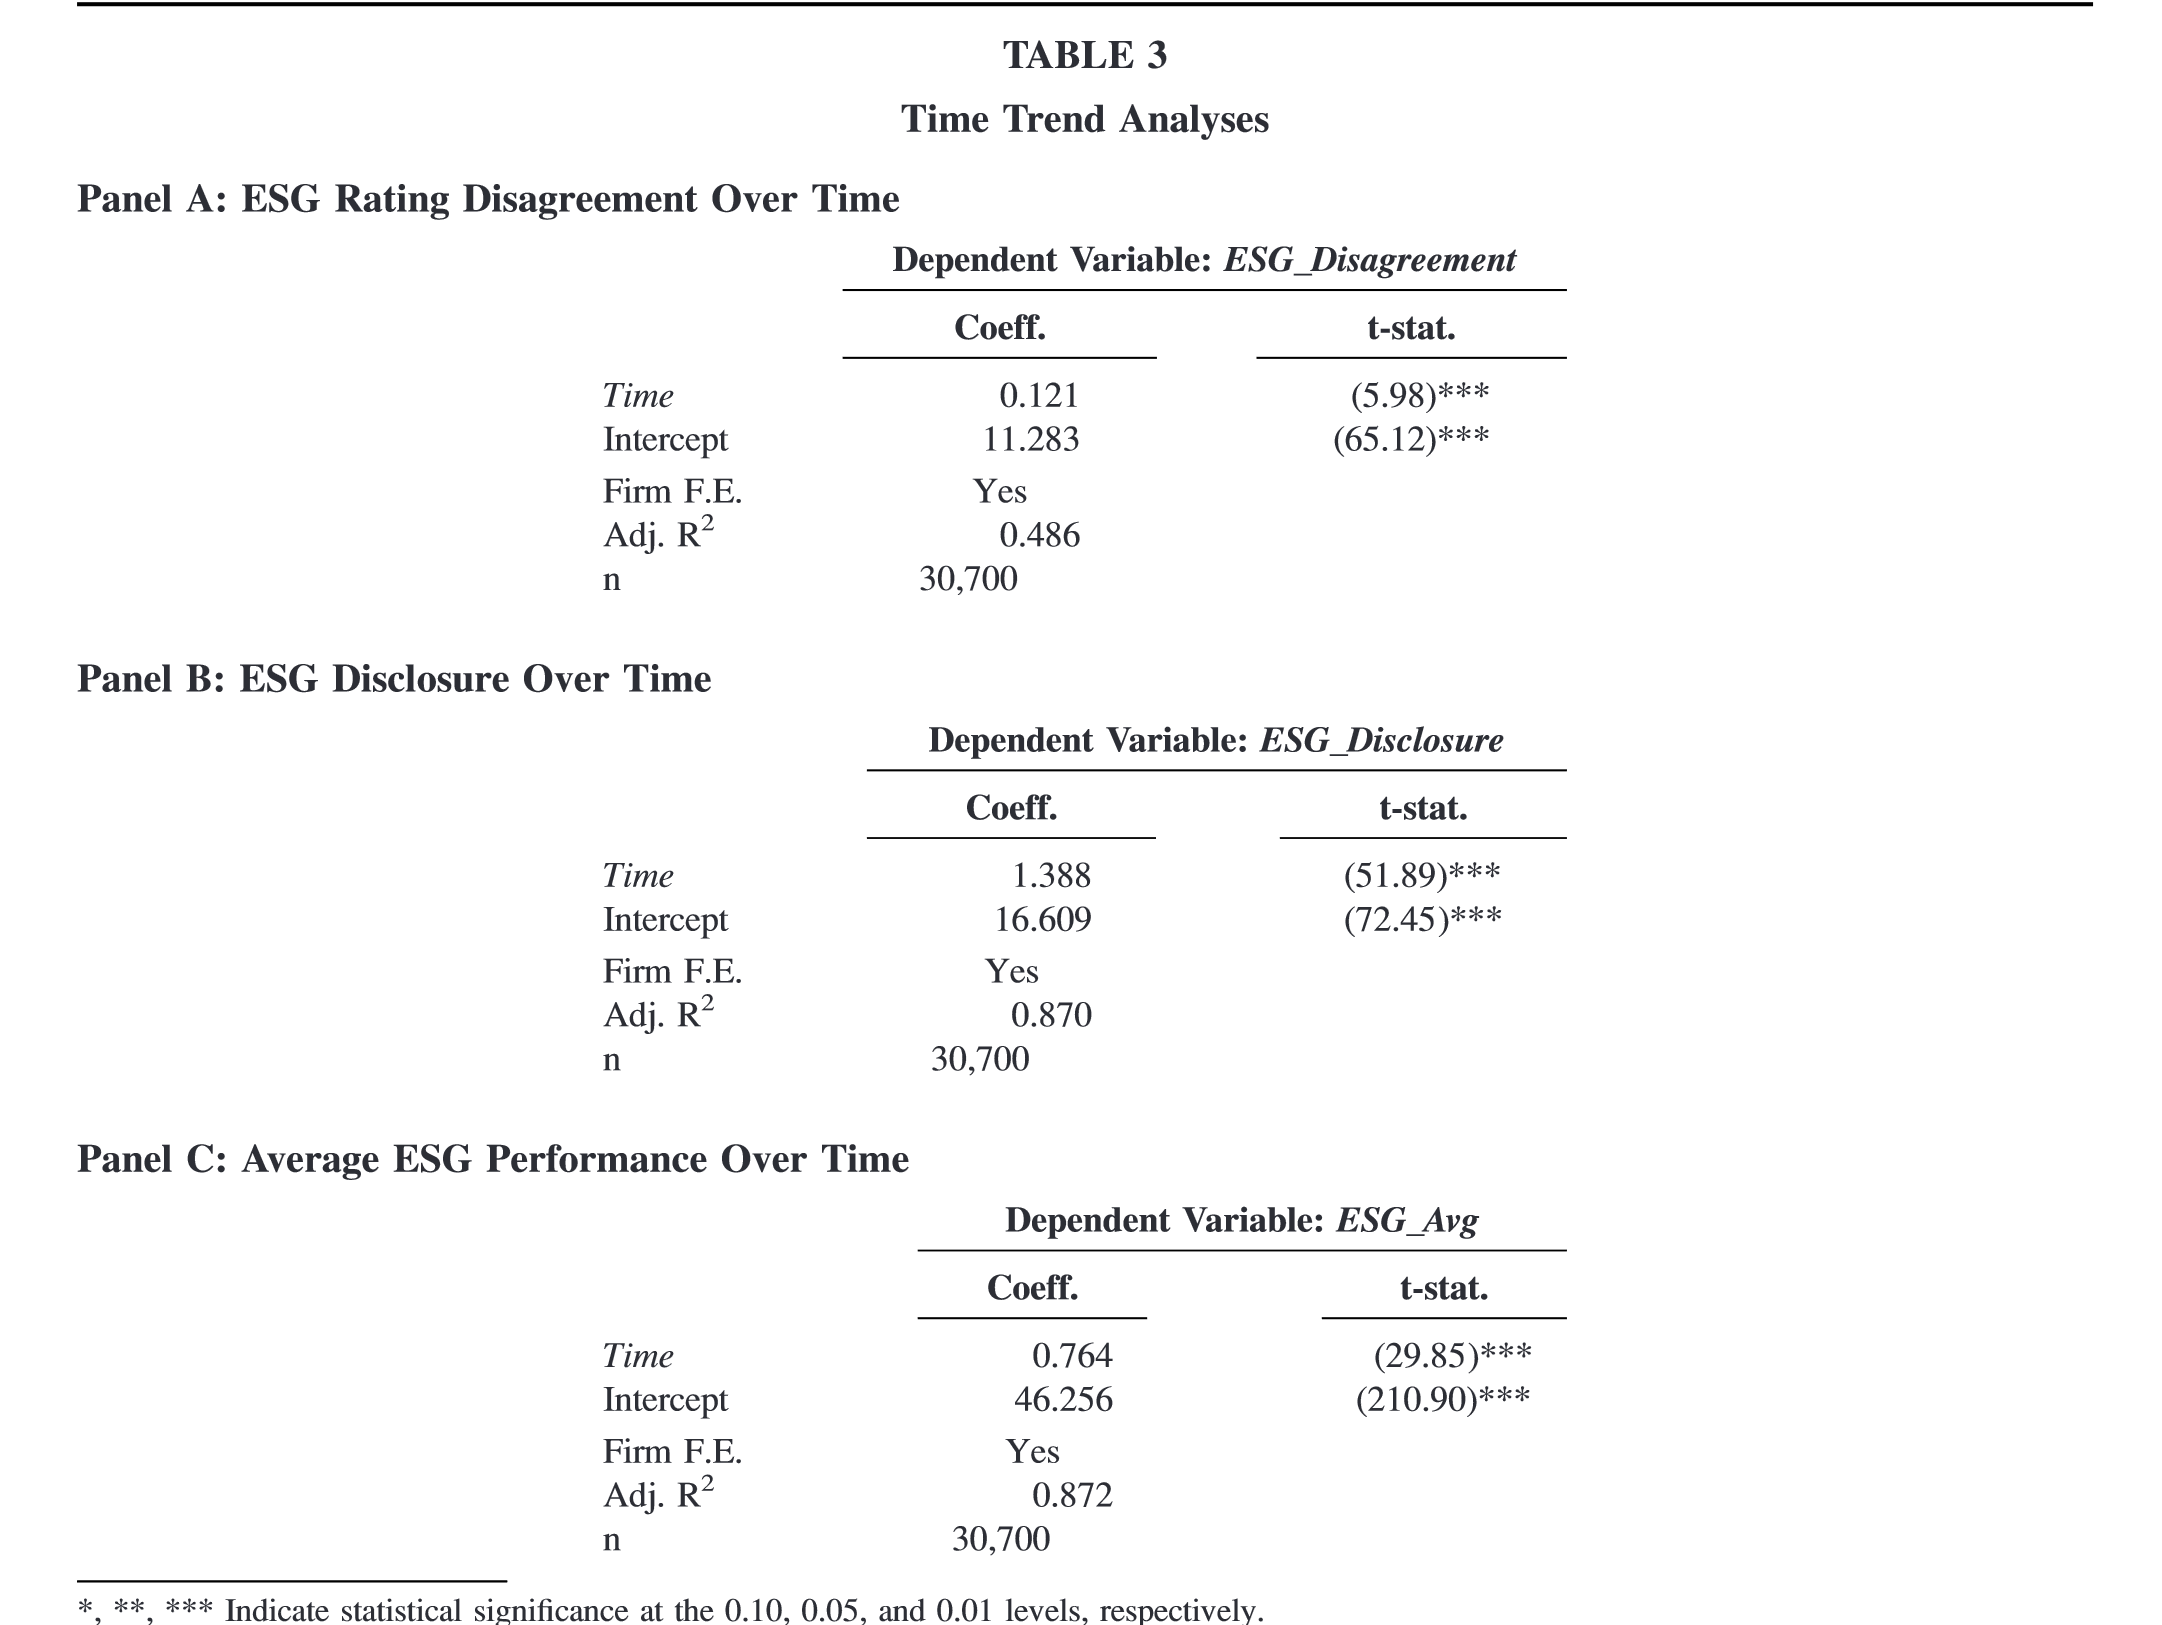 TABLE 3
Time Trend Analyses
Panel A: ESG Rating Disagreement Over Time
Dependent Variable: ESG_Disagreement
Coeff. t-stat.
Time 0.121 (5.98)***
Intercept 11.283 (65.12)***
Firm F.E. Yes
Adj. R² 0.486
n 30,700
Panel B: ESG Disclosure Over Time
Dependent Variable: ESG_Disclosure
Coeff. t-stat.
Time 1.388 (51.89)***
Intercept 16.609 (72.45)***
Firm F.E. Yes
Adj. R² 0.870
n 30,700
Panel C: Average ESG Performance Over Time
Dependent Variable: ESG_Avg
Coeff. t-stat.
Time 0.764 (29.85)***
Intercept 46.256 (210.90)***
Firm F.E. Yes
Adj. R² 0.872
n 30,700
*, **, *** Indicate statistical significance at the 0.10, 0.05, and 0.01 levels, respectively.